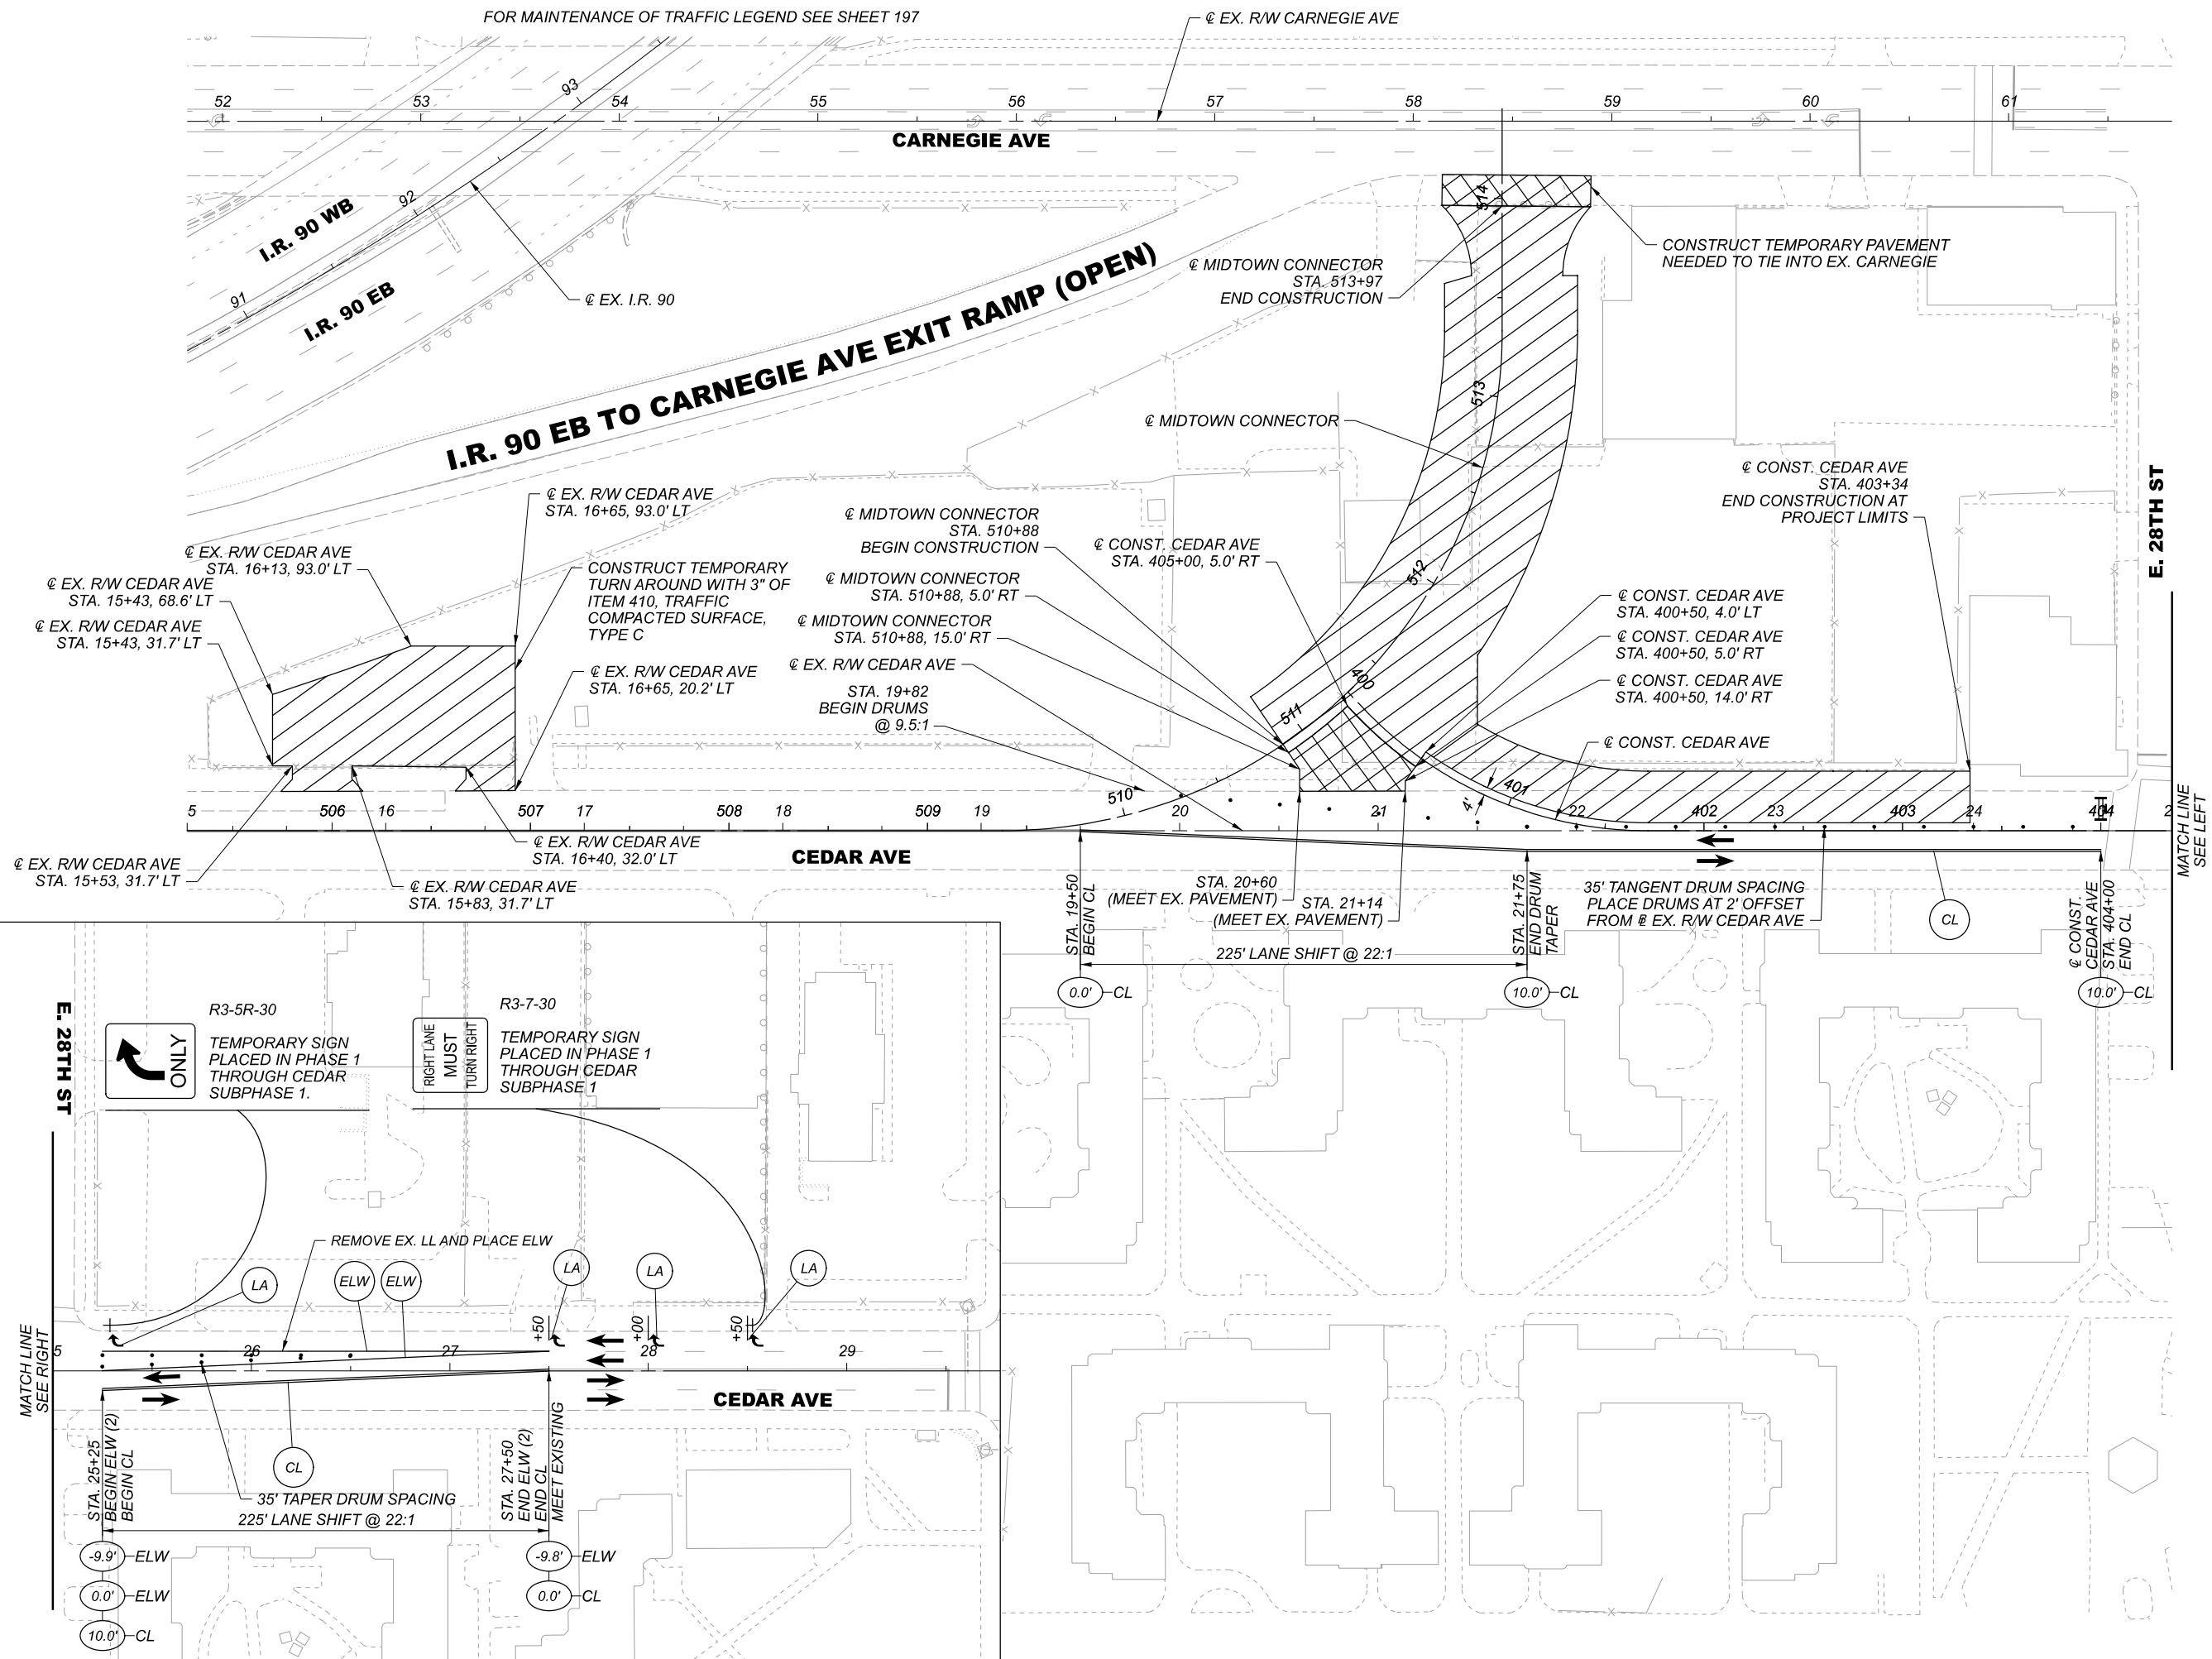 FOR MAINTENANCE OF TRAFFIC LEGEND SEE SHEET 197
℄ EX. R/W CARNEGIE AVE
52 53 54 55 56 57 58 59 60 61
93
CARNEGIE AVE
92
91
I.R. 90 WB
I.R. 90 EB
℄ EX. I.R. 90
I.R. 90 EB TO CARNEGIE AVE EXIT RAMP (OPEN)
514
℄ MIDTOWN CONNECTOR
STA. 513+97
END CONSTRUCTION
CONSTRUCT TEMPORARY PAVEMENT
NEEDED TO TIE INTO EX. CARNEGIE
513
℄ MIDTOWN CONNECTOR
℄ CONST. CEDAR AVE
STA. 403+34
END CONSTRUCTION AT
PROJECT LIMITS
E. 28TH ST
℄ EX. R/W CEDAR AVE
STA. 16+65, 93.0' LT
℄ EX. R/W CEDAR AVE
STA. 16+13, 93.0' LT
℄ EX. R/W CEDAR AVE
STA. 15+43, 68.6' LT
℄ EX. R/W CEDAR AVE
STA. 15+43, 31.7' LT
CONSTRUCT TEMPORARY
TURN AROUND WITH 3" OF
ITEM 410, TRAFFIC
COMPACTED SURFACE,
TYPE C
℄ EX. R/W CEDAR AVE
STA. 16+65, 20.2' LT
℄ MIDTOWN CONNECTOR
STA. 510+88
BEGIN CONSTRUCTION
℄ CONST. CEDAR AVE
STA. 405+00, 5.0' RT
℄ MIDTOWN CONNECTOR
STA. 510+88, 5.0' RT
℄ MIDTOWN CONNECTOR
STA. 510+88, 15.0' RT
℄ EX. R/W CEDAR AVE
STA. 19+82
BEGIN DRUMS
@ 9.5:1
512
℄ CONST. CEDAR AVE
STA. 400+50, 4.0' LT
℄ CONST. CEDAR AVE
STA. 400+50, 5.0' RT
℄ CONST. CEDAR AVE
STA. 400+50, 14.0' RT
400
511
℄ CONST. CEDAR AVE
510
401
4'
5 506 16 507 17 508 18 509 19 20 21 22 402 23 403 24 404 2
℄ EX. R/W CEDAR AVE
STA. 16+40, 32.0' LT
℄ EX. R/W CEDAR AVE
STA. 15+53, 31.7' LT
℄ EX. R/W CEDAR AVE
STA. 15+83, 31.7' LT
CEDAR AVE
MATCH LINE
SEE LEFT
STA. 19+50
BEGIN CL
STA. 20+60
(MEET EX. PAVEMENT)
STA. 21+14
(MEET EX. PAVEMENT)
225' LANE SHIFT @ 22:1
STA. 21+75
END DRUM
TAPER
35' TANGENT DRUM SPACING
PLACE DRUMS AT 2' OFFSET
FROM ℄ EX. R/W CEDAR AVE
CL
℄ CONST.
CEDAR AVE
STA. 404+00
END CL
0.0' CL
10.0' CL
10.0' CL
E. 28TH ST
ONLY
R3-5R-30
TEMPORARY SIGN
PLACED IN PHASE 1
THROUGH CEDAR
SUBPHASE 1.
RIGHT LANE
MUST
TURN RIGHT
R3-7-30
TEMPORARY SIGN
PLACED IN PHASE 1
THROUGH CEDAR
SUBPHASE 1
REMOVE EX. LL AND PLACE ELW
LA ELW ELW LA LA LA
+50 +00 +50
MATCH LINE
SEE RIGHT
5 26 27 28 29
CEDAR AVE
STA. 25+25
BEGIN ELW (2)
BEGIN CL
CL
35' TAPER DRUM SPACING
225' LANE SHIFT @ 22:1
STA. 27+50
END ELW (2)
END CL
MEET EXISTING
-9.9' ELW
0.0' ELW
10.0' CL
-9.8' ELW
0.0' CL